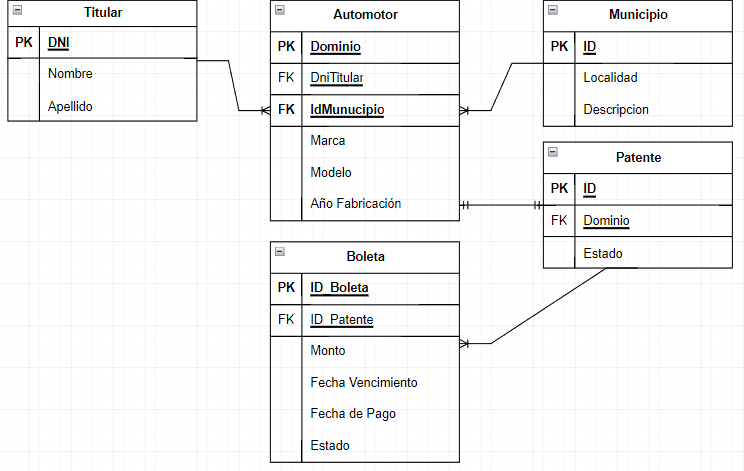 Titular
PK DNI
Nombre
Apellido
Automotor
PK Dominio
FK DniTitular
FK IdMunucipio
Marca
Modelo
Año Fabricación
Municipio
PK ID
Localidad
Descripcion
Patente
PK ID
FK Dominio
Estado
Boleta
PK ID_Boleta
FK ID_Patente
Monto
Fecha Vencimiento
Fecha de Pago
Estado